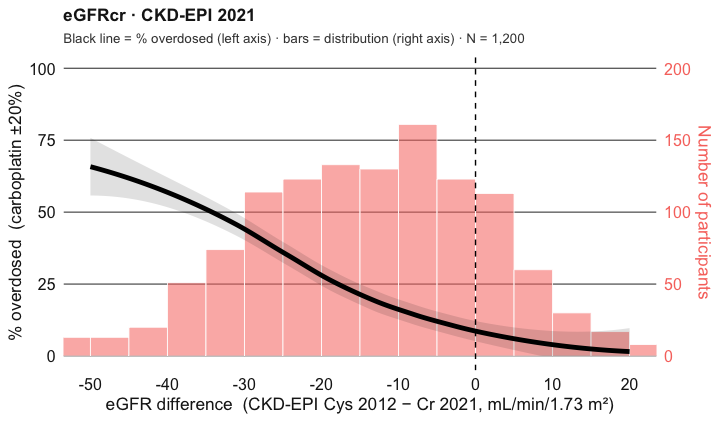 eGFRcr · CKD-EPI 2021
Black line = % overdosed (left axis) · bars = distribution (right axis) · N = 1,200
% overdosed (carboplatin ±20%)
100
75
50
25
0
200
150
100
50
0
Number of participants
-50 -40 -30 -20 -10 0 10 20
eGFR difference (CKD-EPI Cys 2012 − Cr 2021, mL/min/1.73 m²)